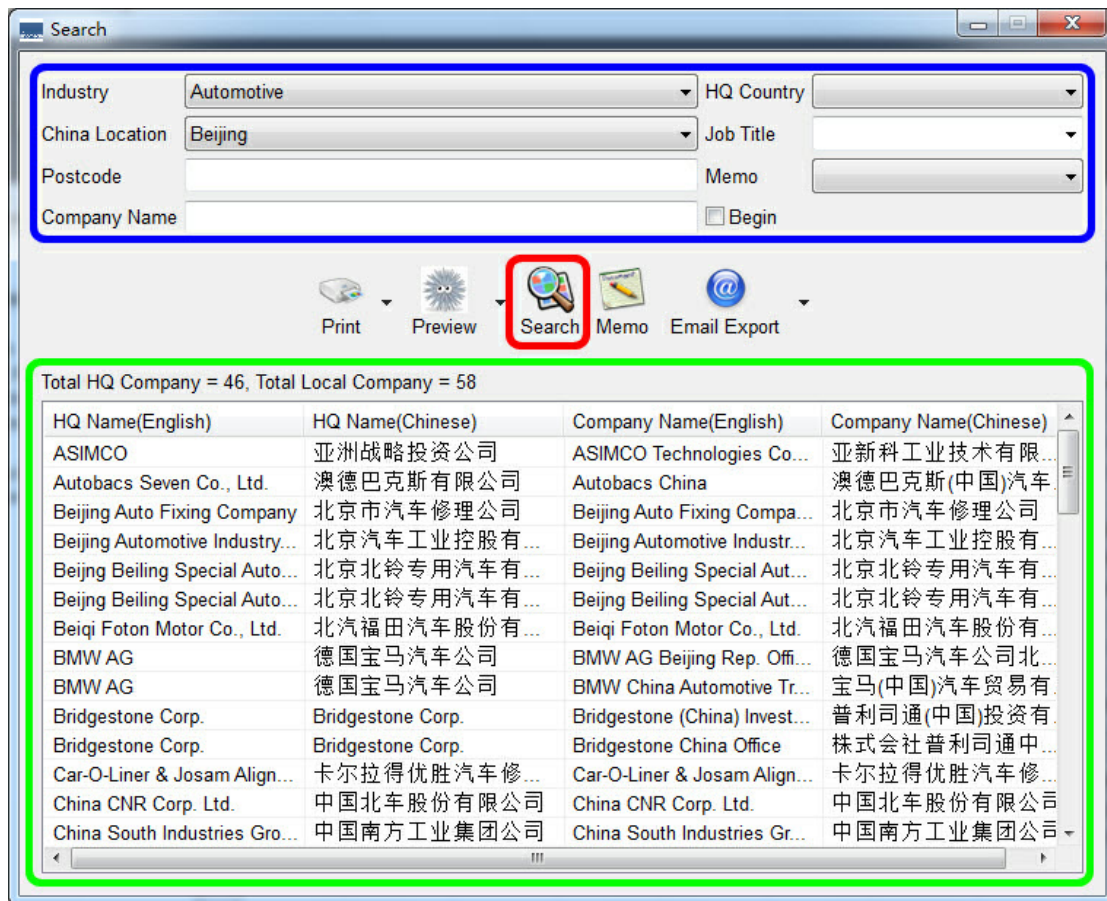 Search
Industry Automotive HQ Country
China Location Beijing Job Title
Postcode Memo
Company Name Begin
Print Preview Search Memo Email Export
Total HQ Company = 46, Total Local Company = 58
HQ Name(English) HQ Name(Chinese) Company Name(English) Company Name(Chinese)
ASIMCO 亚洲战略投资公司 ASIMCO Technologies Co... 亚新科工业技术有限...
Autobacs Seven Co., Ltd. 澳德巴克斯有限公司 Autobacs China 澳德巴克斯(中国)汽车.
Beijing Auto Fixing Company 北京市汽车修理公司 Beijing Auto Fixing Compa... 北京市汽车修理公司
Beijing Automotive Industry... 北京汽车工业控股有... Beijing Automotive Industr... 北京汽车工业控股有...
Beijng Beiling Special Auto... 北京北铃专用汽车有... Beijng Beiling Special Aut... 北京北铃专用汽车有...
Beijng Beiling Special Auto... 北京北铃专用汽车有... Beijng Beiling Special Aut... 北京北铃专用汽车有...
Beiqi Foton Motor Co., Ltd. 北汽福田汽车股份有... Beiqi Foton Motor Co., Ltd. 北汽福田汽车股份有...
BMW AG 德国宝马汽车公司 BMW AG Beijing Rep. Offi... 德国宝马汽车公司北...
BMW AG 德国宝马汽车公司 BMW China Automotive Tr... 宝马(中国)汽车贸易有.
Bridgestone Corp. Bridgestone Corp. Bridgestone (China) Invest... 普利司通(中国)投资有.
Bridgestone Corp. Bridgestone Corp. Bridgestone China Office 株式会社普利司通中...
Car-O-Liner & Josam Align... 卡尔拉得优胜汽车修... Car-O-Liner & Josam Align... 卡尔拉得优胜汽车修...
China CNR Corp. Ltd. 中国北车股份有限公司 China CNR Corp. Ltd. 中国北车股份有限公司
China South Industries Gro... 中国南方工业集团公司 China South Industries Gr... 中国南方工业集团公司